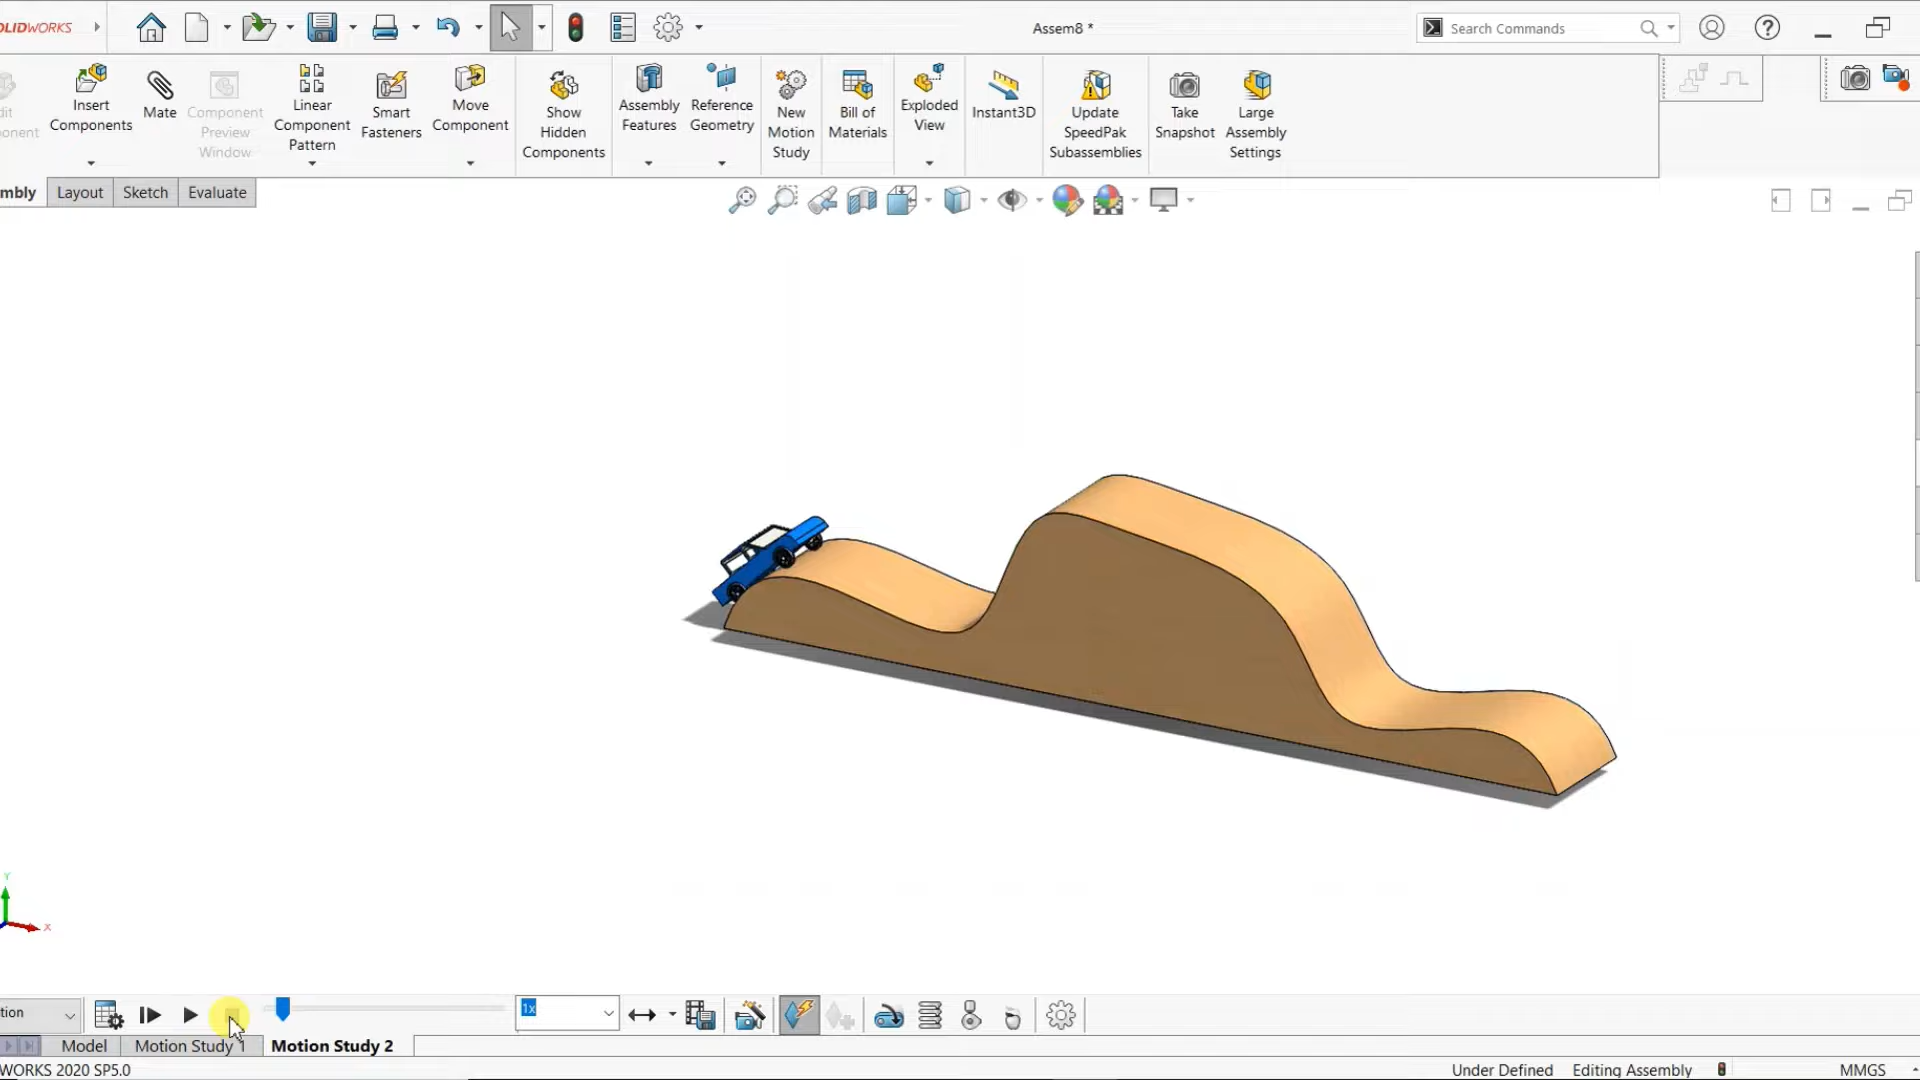 OLIDWORKS
Assem8 *
Search Commands
dit
ponent
Insert
Components
Mate
Component
Preview
Window
Linear
Component
Pattern
Smart
Fasteners
Move
Component
Show
Hidden
Components
Assembly
Features
Reference
Geometry
New
Motion
Study
Bill of
Materials
Exploded
View
Instant3D
Update
SpeedPak
Subassemblies
Take
Snapshot
Large
Assembly
Settings
mbly
Layout
Sketch
Evaluate
Y
X
tion
1x
Model
Motion Study 1
Motion Study 2
WORKS 2020 SP5.0
Under Defined
Editing Assembly
MMGS